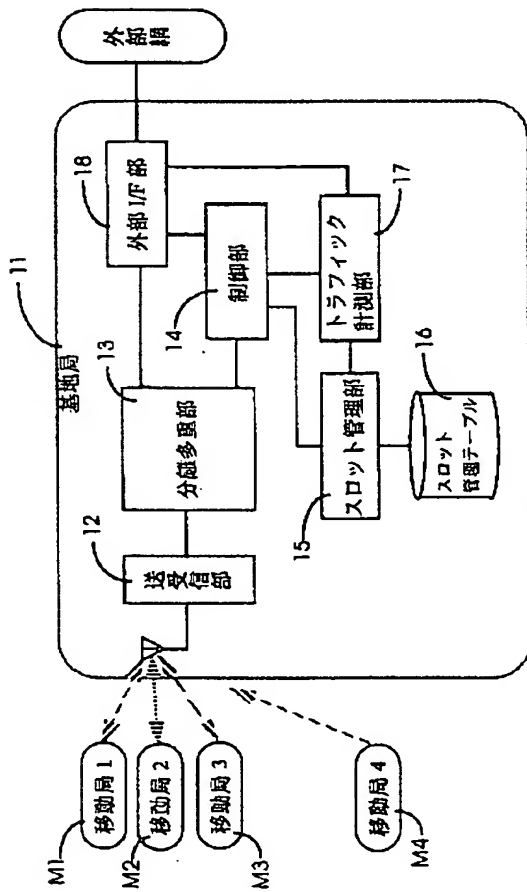 基地局
11
外部網
18
外部 I/F部
13
分離多重部
14
制御部
17
トラフィック
計測部
12
送受信部
15
スロット管理部
16
スロット
管理テーブル
移動局 1
M1
移動局 2
M2
移動局 3
M3
移動局 4
M4